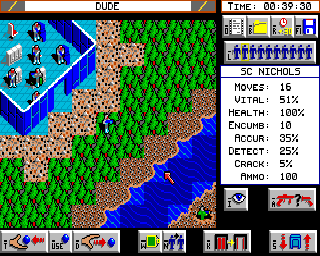 DUDE
TIME: 00:39:30
SC NICHOLS
MOVES: 16
VITAL: 51%
HEALTH: 100%
ENCUMB: 10
ACCUR: 35%
DETECT: 25%
CRACK: 5%
AMMO: 100
T
USE
D